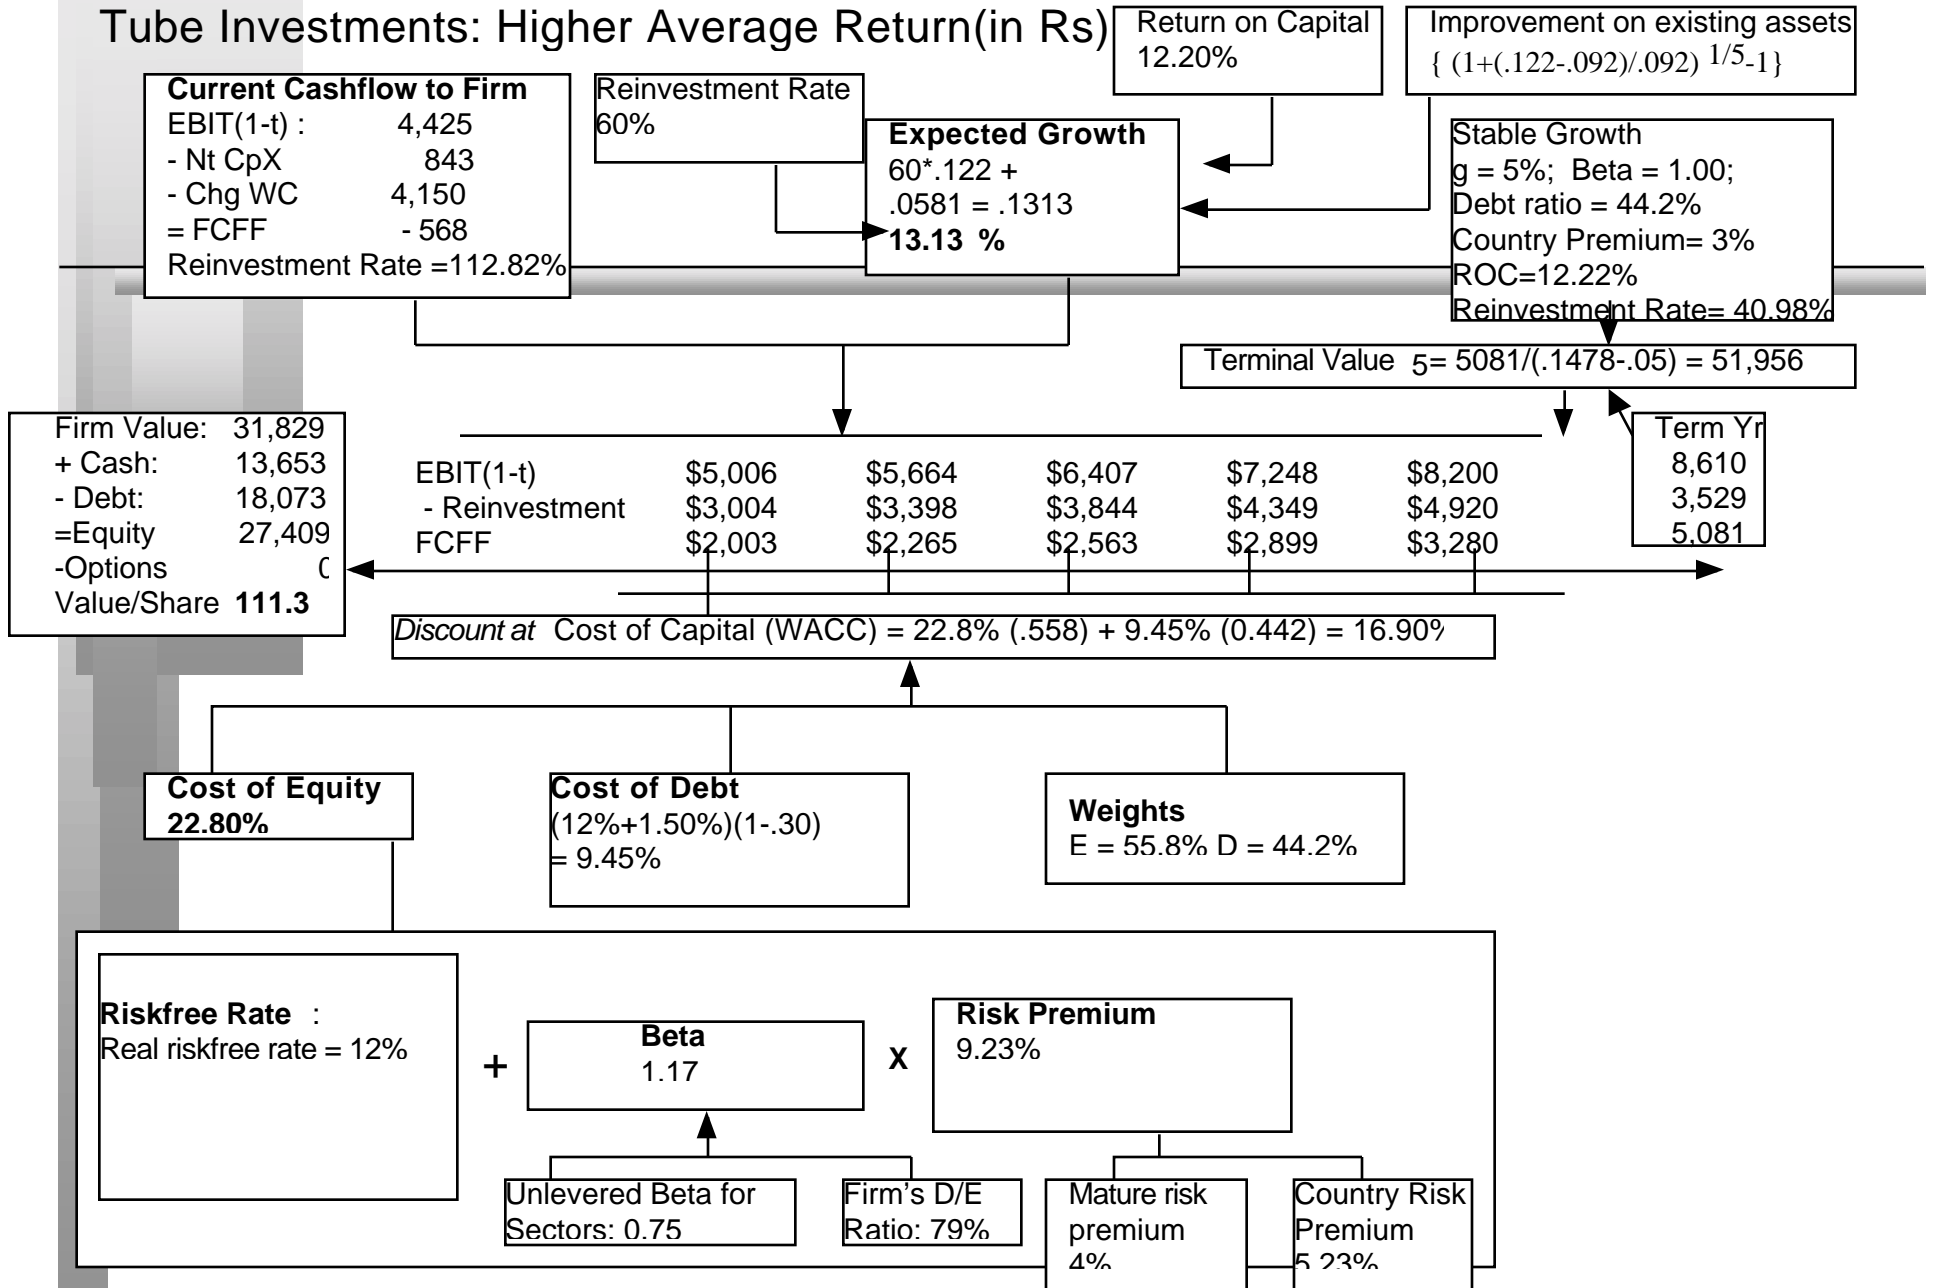 Tube Investments: Higher Average Return(in Rs)
Return on Capital
12.20%
Improvement on existing assets
{ (1+(.122-.092)/.092) 1/5-1}
Current Cashflow to Firm
EBIT(1-t) : 4,425
- Nt CpX 843
- Chg WC 4,150
= FCFF - 568
Reinvestment Rate =112.82%
Reinvestment Rate
60%
Expected Growth
60*.122 +
.0581 = .1313
13.13 %
Stable Growth
g = 5%; Beta = 1.00;
Debt ratio = 44.2%
Country Premium= 3%
ROC=12.22%
Reinvestment Rate= 40.98%
Terminal Value 5= 5081/(.1478-.05) = 51,956
Firm Value: 31,829
+ Cash: 13,653
- Debt: 18,073
=Equity 27,409
-Options 0
Value/Share 111.3
EBIT(1-t) $5,006 $5,664 $6,407 $7,248 $8,200
- Reinvestment $3,004 $3,398 $3,844 $4,349 $4,920
FCFF $2,003 $2,265 $2,563 $2,899 $3,280
Term Yr
8,610
3,529
5,081
Discount at Cost of Capital (WACC) = 22.8% (.558) + 9.45% (0.442) = 16.90%
Cost of Equity
22.80%
Cost of Debt
(12%+1.50%)(1-.30)
= 9.45%
Weights
E = 55.8% D = 44.2%
Riskfree Rate :
Real riskfree rate = 12%
+
Beta
1.17
X
Risk Premium
9.23%
Unlevered Beta for
Sectors: 0.75
Firm's D/E
Ratio: 79%
Mature risk
premium
4%
Country Risk
Premium
5.23%